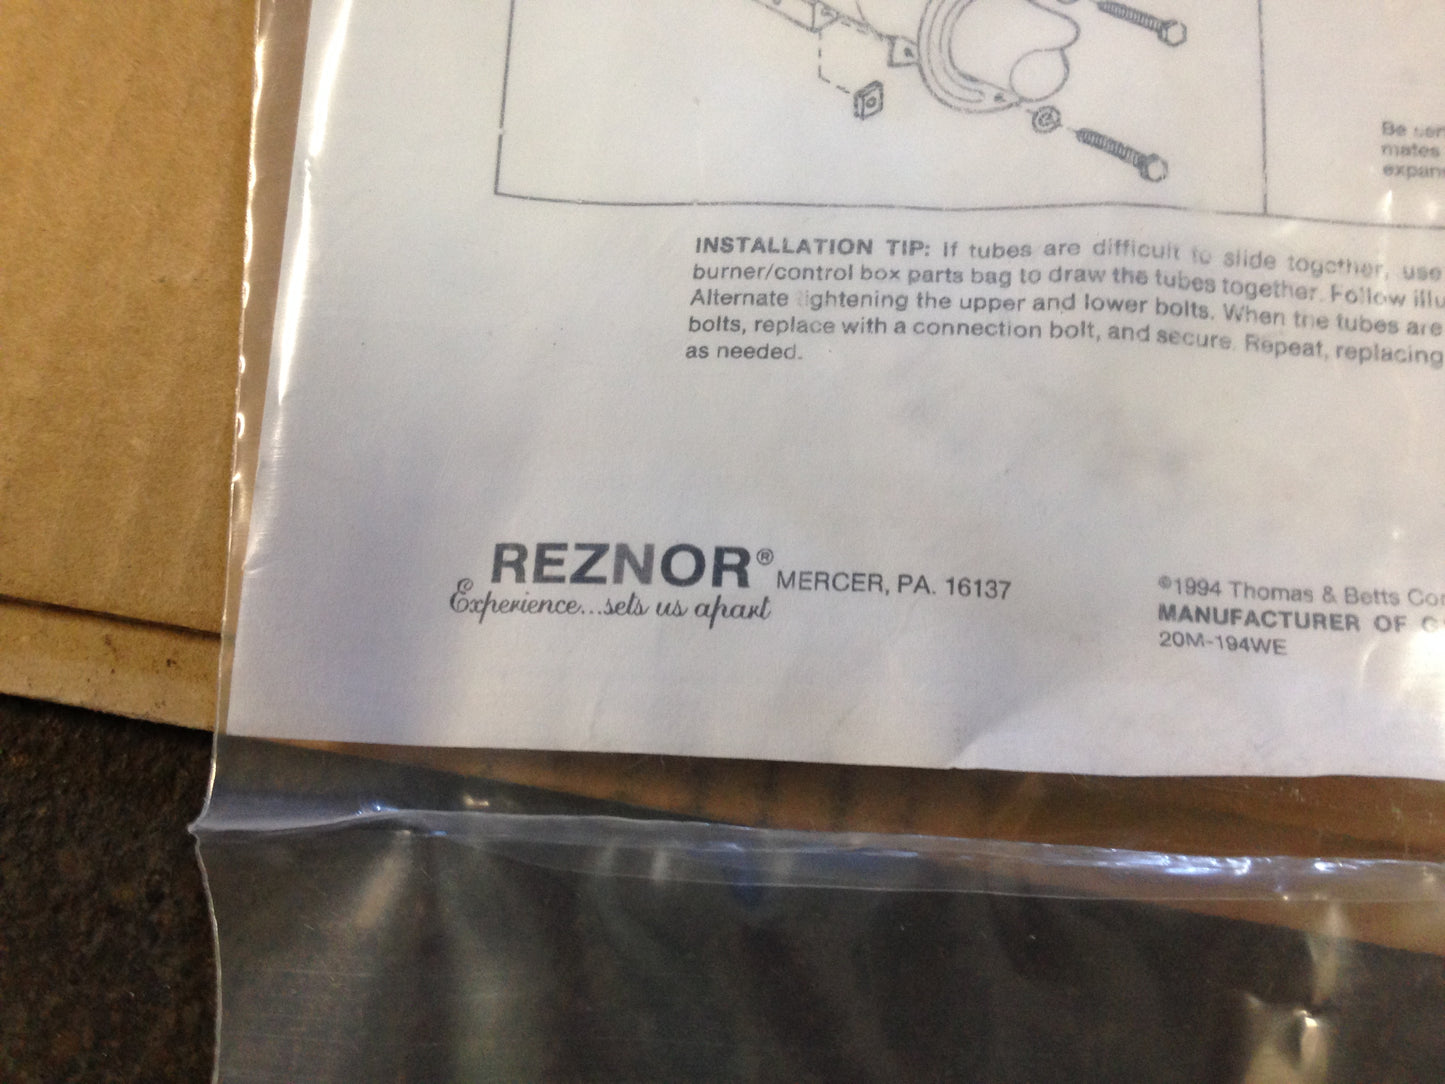 Be
mates
expan
INSTALLATION TIP: If tubes are difficult to slide together, use
burner/control box parts bag to draw the tubes together. Follow illu
Alternate tightening the upper and lower bolts. When the tubes are
bolts, replace with a connection bolt, and secure. Repeat, replacing
as needed.
REZNOR® MERCER, PA. 16137
Experience...sets us apart
©1994 Thomas & Betts Cor
MANUFACTURER OF
20M-194WE